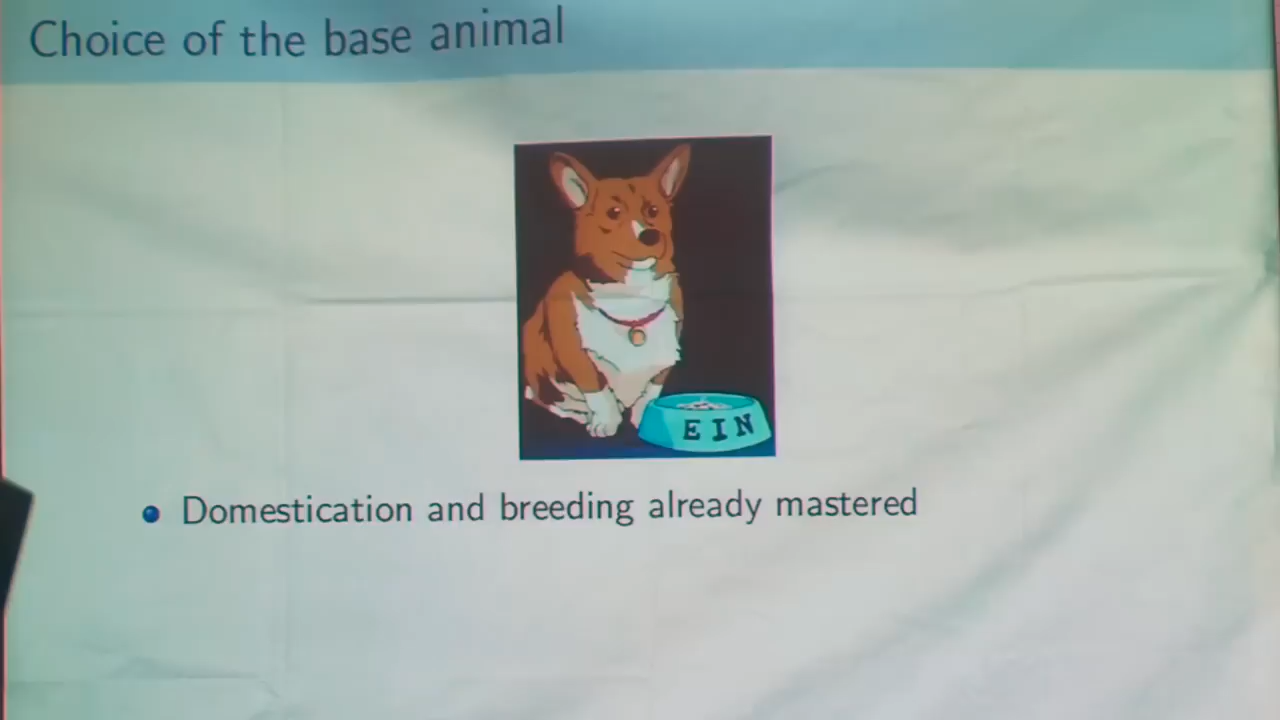 Choice of the base animal
EIN
Domestication and breeding already mastered